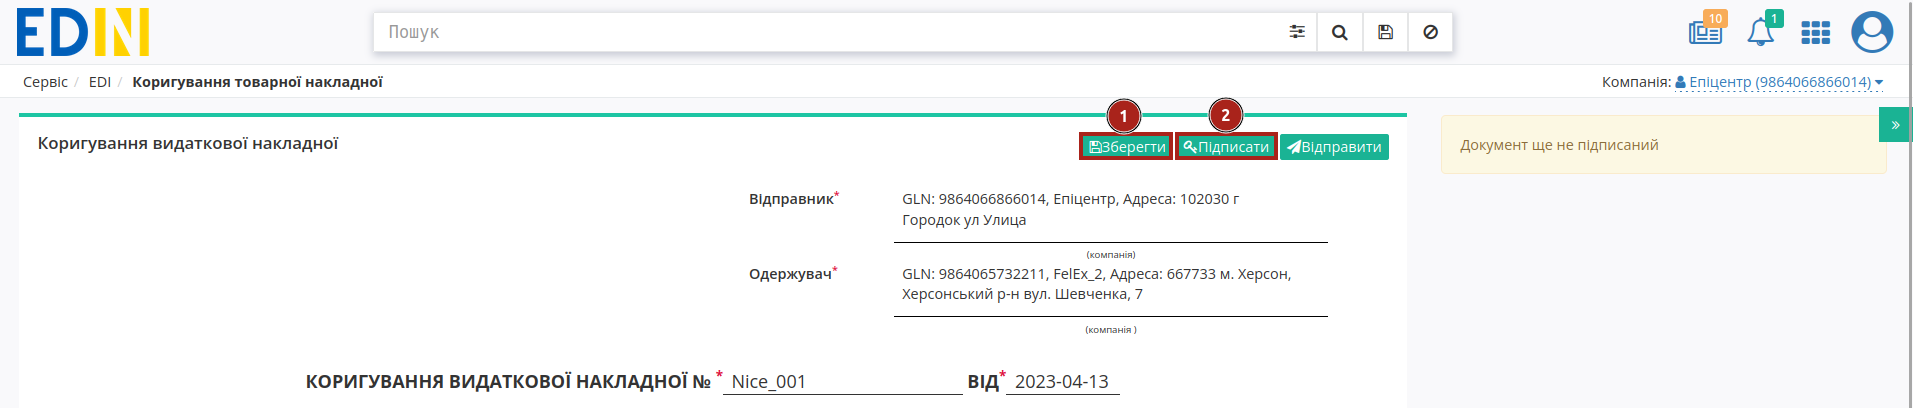 EDIN
Пошук
10
1
Сервіс / EDI / Коригування товарної накладної
Компанія: Епіцентр (9864066866014)
1
2
»
Коригування видаткової накладної
Зберегти
Підписати
Відправити
Документ ще не підписаний
Відправник*
GLN: 9864066866014, Епіцентр, Адреса: 102030 г
Городок ул Улица
(компанія)
Одержувач*
GLN: 9864065732211, FelEx_2, Адреса: 667733 м. Херсон,
Херсонський р-н вул. Шевченка, 7
(компанія )
КОРИГУВАННЯ ВИДАТКОВОЇ НАКЛАДНОЇ № * Nice_001 ВІД* 2023-04-13